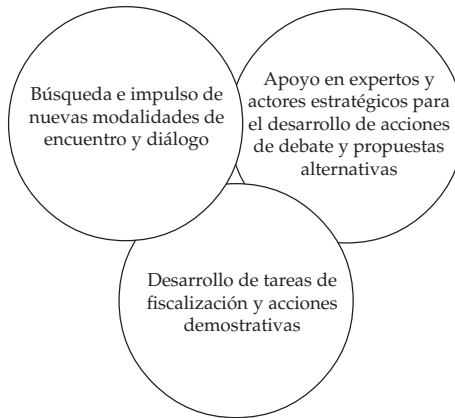 Búsqueda e impulso de
nuevas modalidades de
encuentro y diálogo
Apoyo en expertos y
actores estratégicos para
el desarrollo de acciones
de debate y propuestas
alternativas
Desarrollo de tareas de
fiscalización y acciones
demostrativas